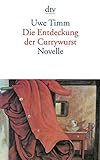 dtv
Uwe Timm
Die Entdeckung
der Currywurst
Novelle